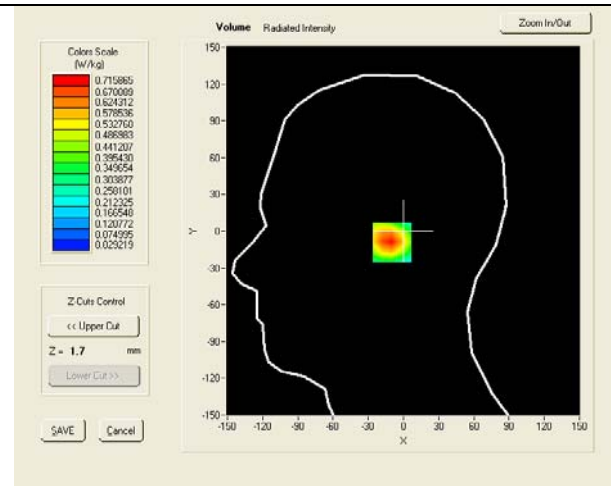 Volume Radiated Intensity
Zoom In/Out
Colors Scale
(W/kg)
0.715865
0.670089
0.624312
0.578536
0.532760
0.486983
0.441207
0.395430
0.349654
0.303877
0.258101
0.212325
0.166548
0.120772
0.074995
0.029219
Z-Cuts Control
<< Upper Cut
Z = 1.7 mm
Lower Cut >>
SAVE Cancel
150
120
90
60
30
0
-30
-60
-90
-120
-150
Y
-150 -120 -90 -60 -30 0 30 60 90 120 150
X